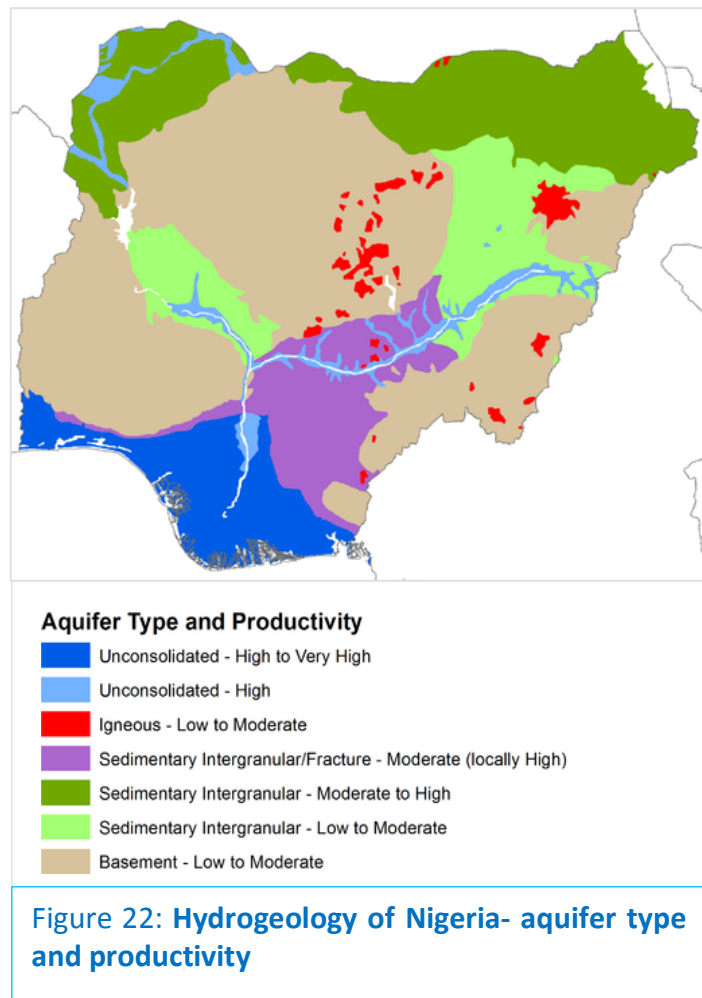 Aquifer Type and Productivity
Unconsolidated - High to Very High
Unconsolidated - High
Igneous - Low to Moderate
Sedimentary Intergranular/Fracture - Moderate (locally High)
Sedimentary Intergranular - Moderate to High
Sedimentary Intergranular - Low to Moderate
Basement - Low to Moderate
Figure 22: Hydrogeology of Nigeria- aquifer type
and productivity